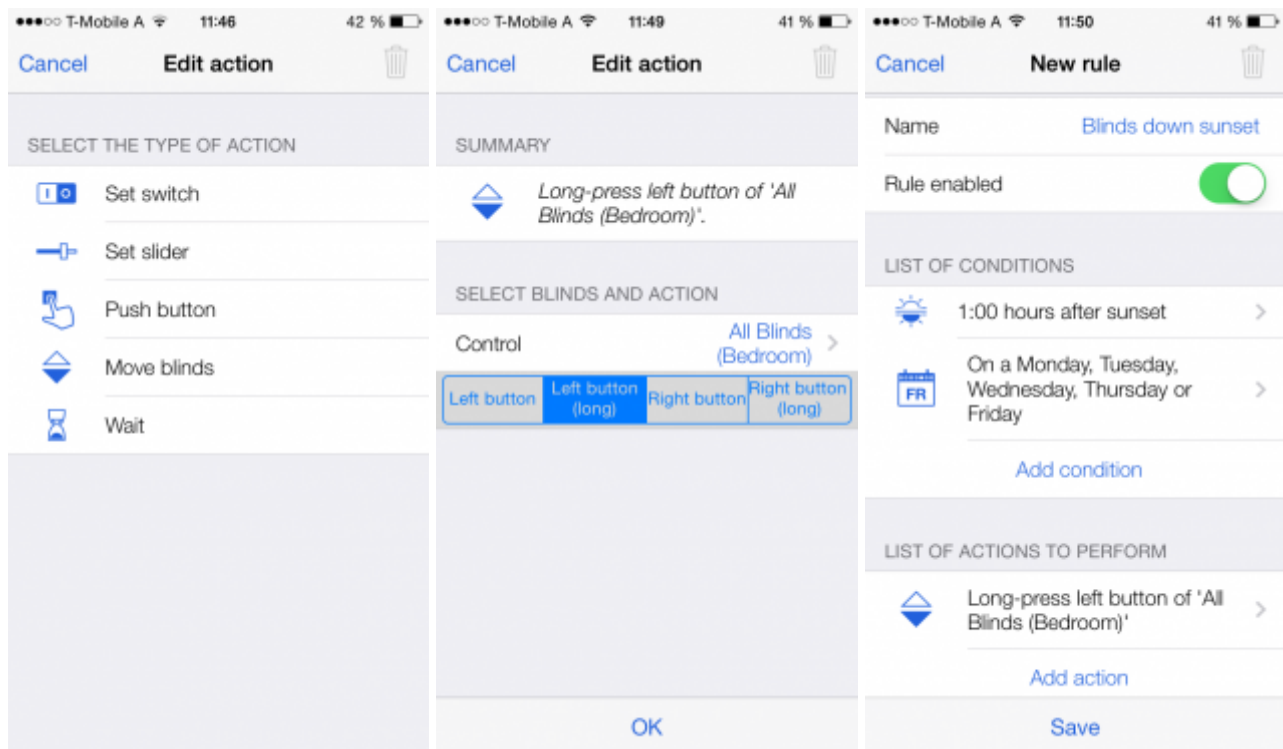 T-Mobile A 11:46 42 %
Cancel Edit action
SELECT THE TYPE OF ACTION
I O Set switch
Set slider
Push button
Move blinds
Wait
T-Mobile A 11:49 41 %
Cancel Edit action
SUMMARY
Long-press left button of 'All
Blinds (Bedroom)'.
SELECT BLINDS AND ACTION
Control All Blinds
(Bedroom)
Left button Left button
(long) Right button Right button
(long)
OK
T-Mobile A 11:50 41 %
Cancel New rule
Name Blinds down sunset
Rule enabled
LIST OF CONDITIONS
1:00 hours after sunset
On a Monday, Tuesday,
FR Wednesday, Thursday or
Friday
Add condition
LIST OF ACTIONS TO PERFORM
Long-press left button of 'All
Blinds (Bedroom)'
Add action
Save